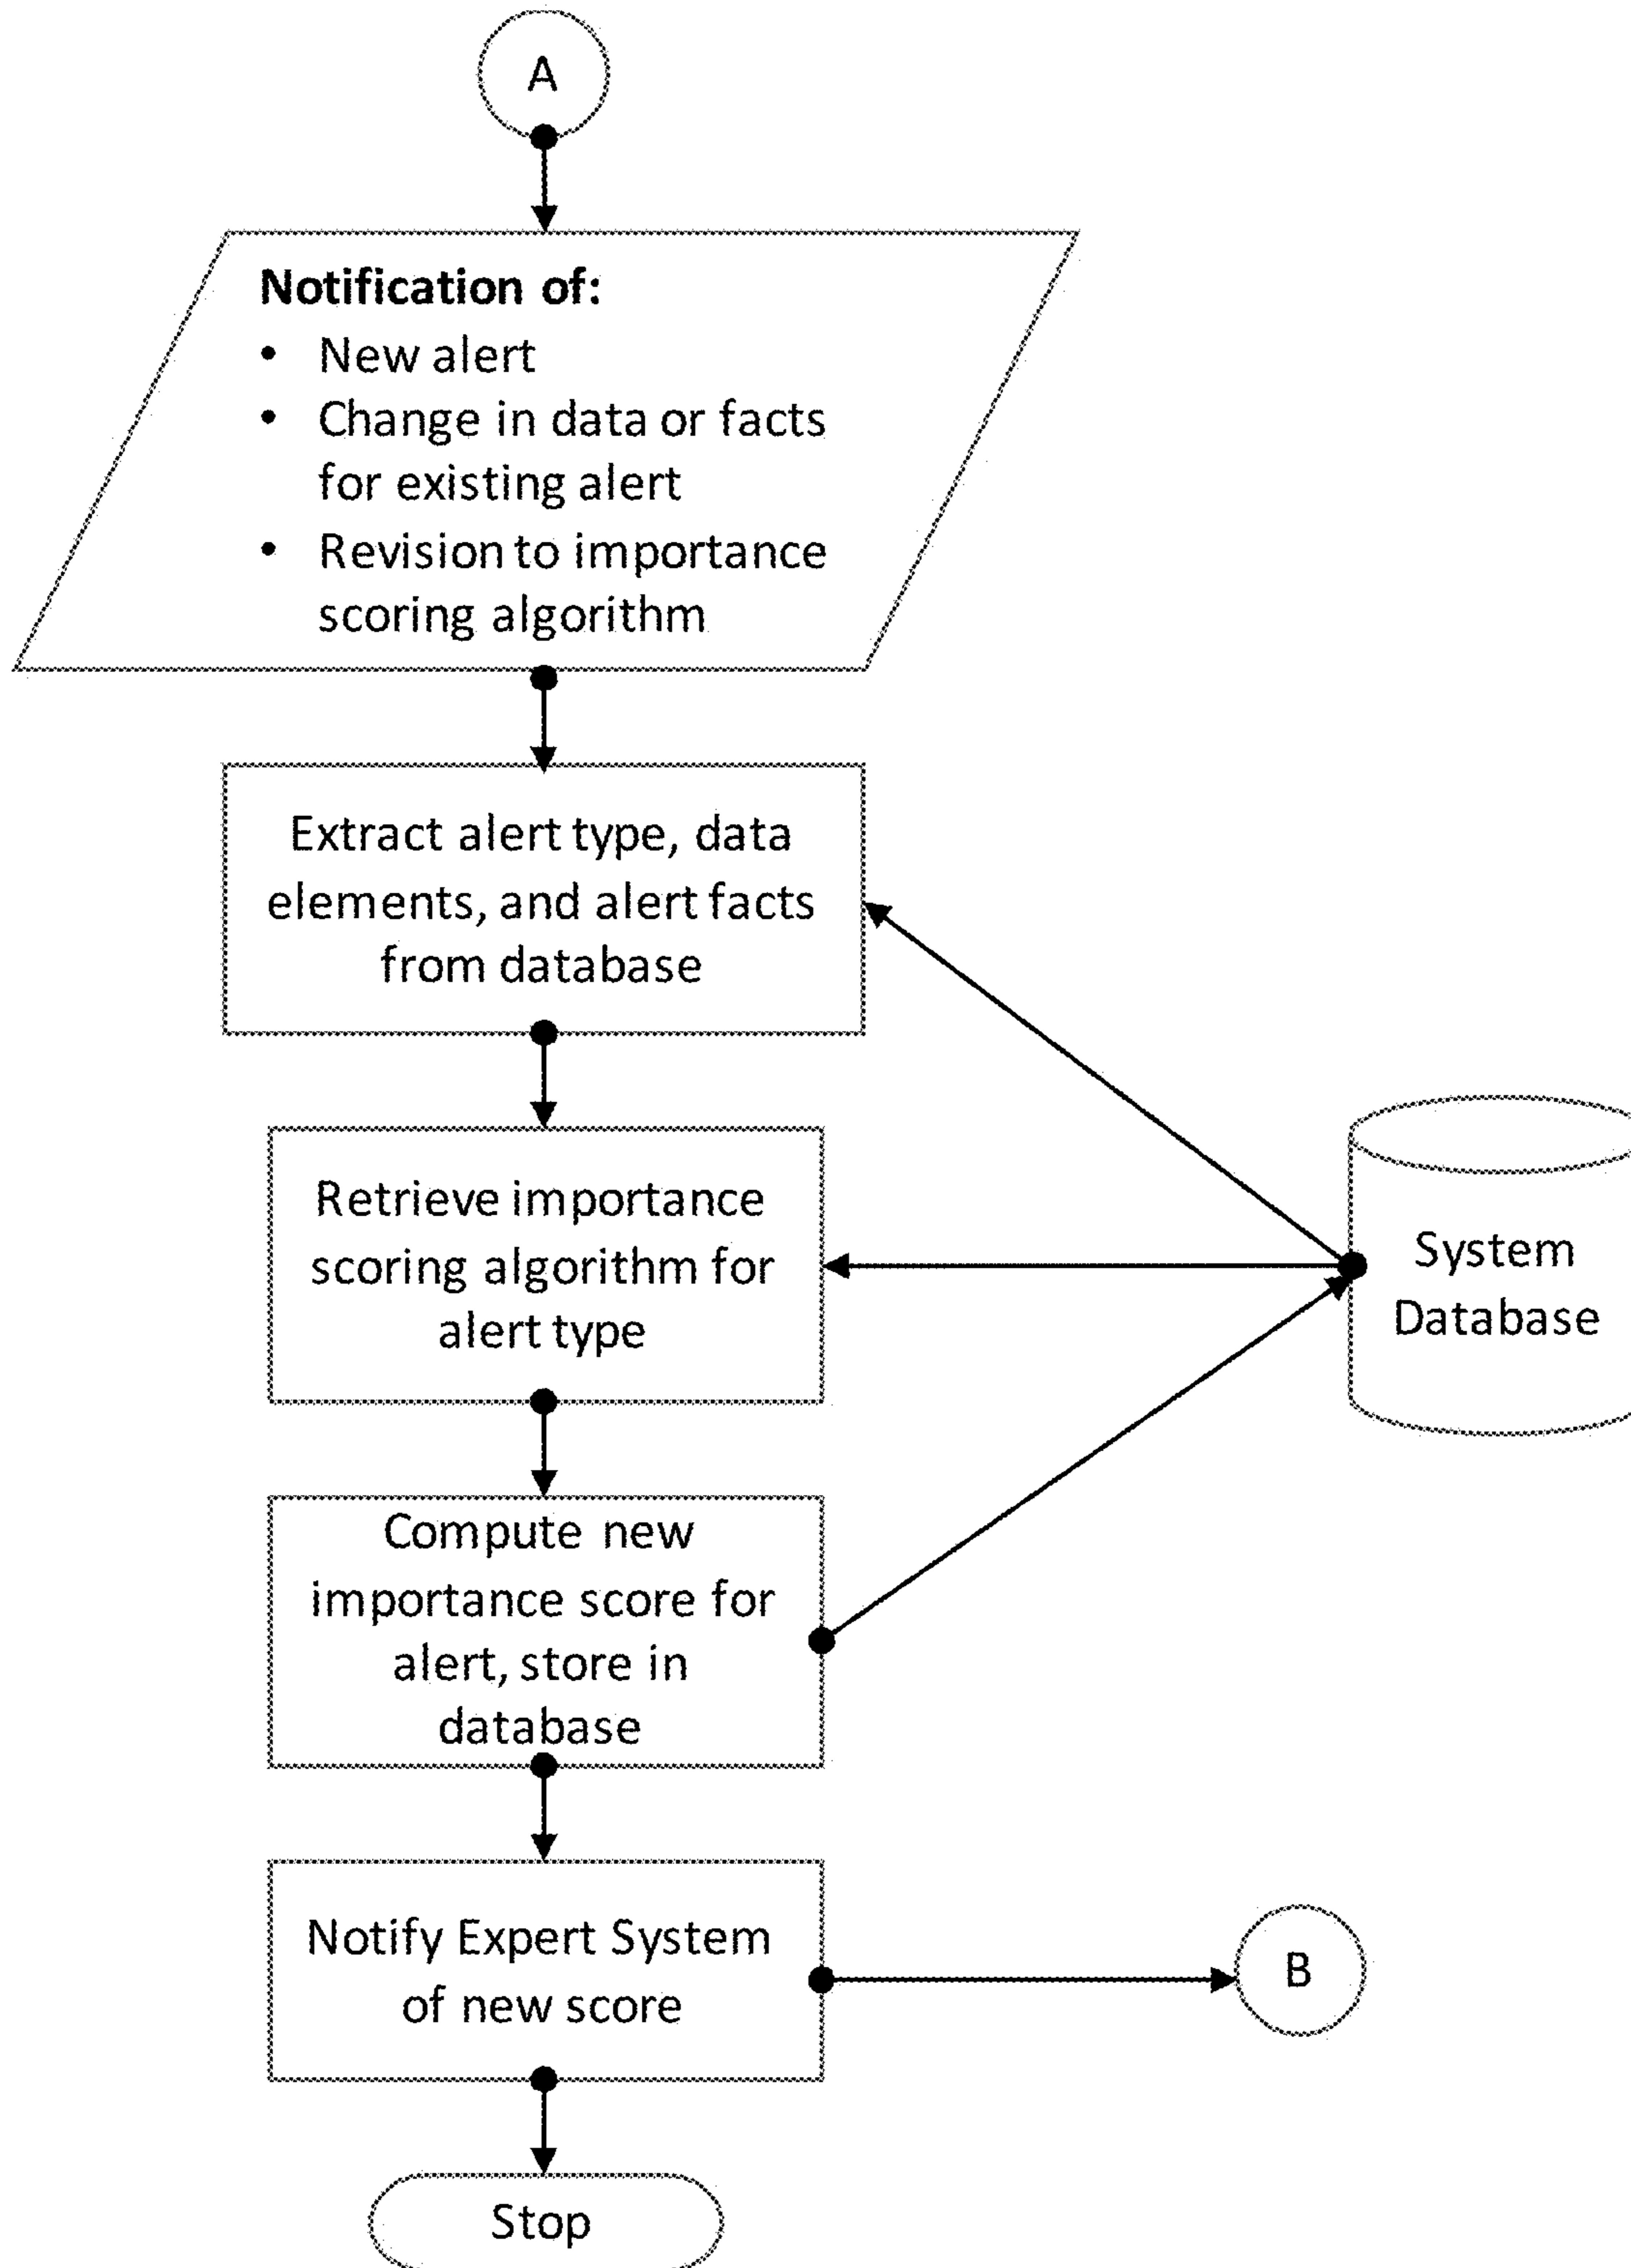 A
Notification of:
• New alert
• Change in data or facts
for existing alert
• Revision to importance
scoring algorithm
Extract alert type, data
elements, and alert facts
from database
Retrieve importance
scoring algorithm for
alert type
System
Database
Compute new
importance score for
alert, store in
database
Notify Expert System
of new score
B
Stop